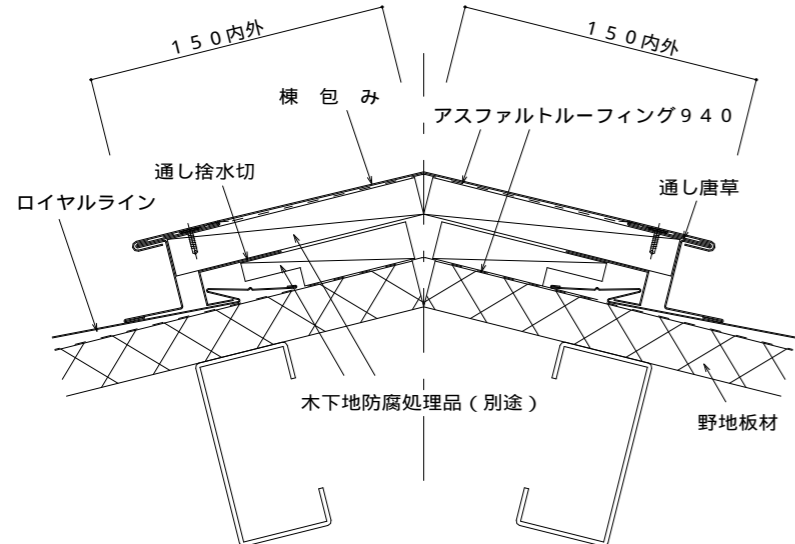 １５０内外
１５０内外
棟　包　み
アスファルトルーフィング９４０
通し捨水切
通し唐草
ロイヤルライン
木下地防腐処理品（別途）
野地板材